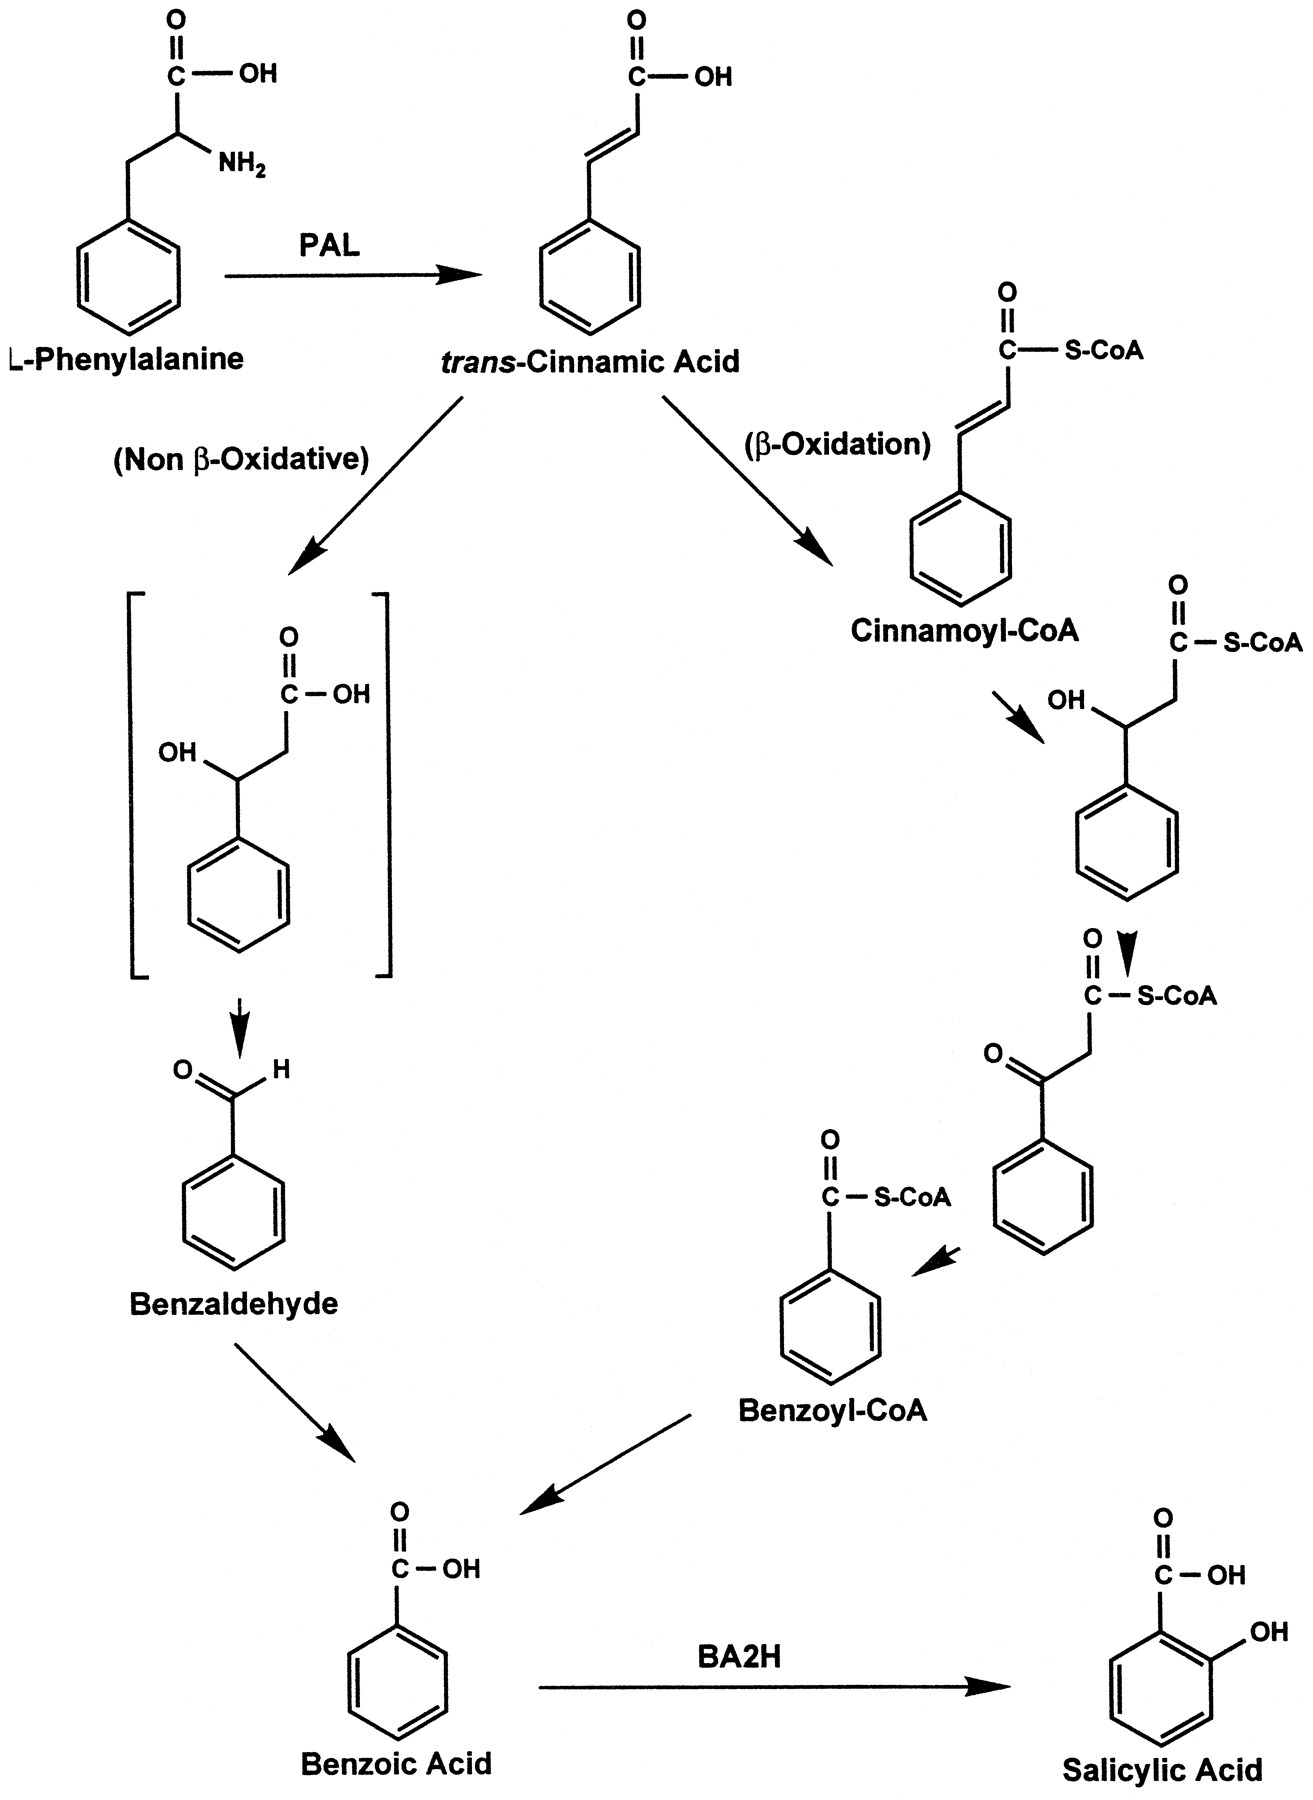 O
C OH
NH2
L-Phenylalanine
PAL
O
C OH
trans-Cinnamic Acid
(Non β-Oxidative)
(β-Oxidation)
O
C S-CoA
Cinnamoyl-CoA
O
C S-CoA
OH
O
C OH
OH
O
C S-CoA
O
O H
Benzaldehyde
O
C S-CoA
Benzoyl-CoA
O
C OH
Benzoic Acid
BA2H
O
C OH
OH
Salicylic Acid